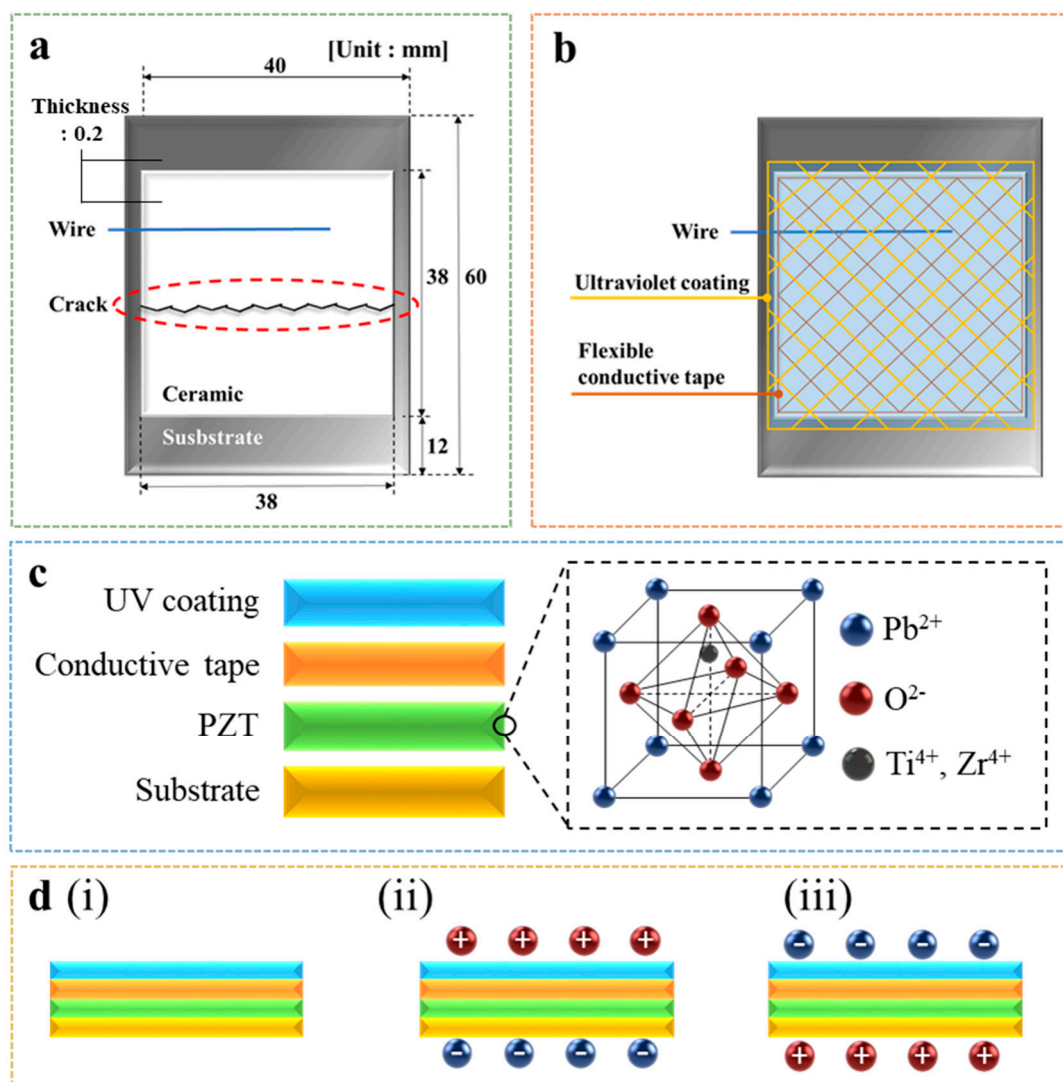 a
[Unit : mm]
40
Thickness
: 0.2
Wire
38
60
Crack
Ceramic
Susbstrate
12
38
b
Wire
Ultraviolet coating
Flexible
conductive tape
c
UV coating
Conductive tape
PZT
Substrate
Pb²⁺
O²⁻
Ti⁴⁺, Zr⁴⁺
d (i)
(ii)
(iii)
+ + + +
- - - -
- - - -
+ + + +